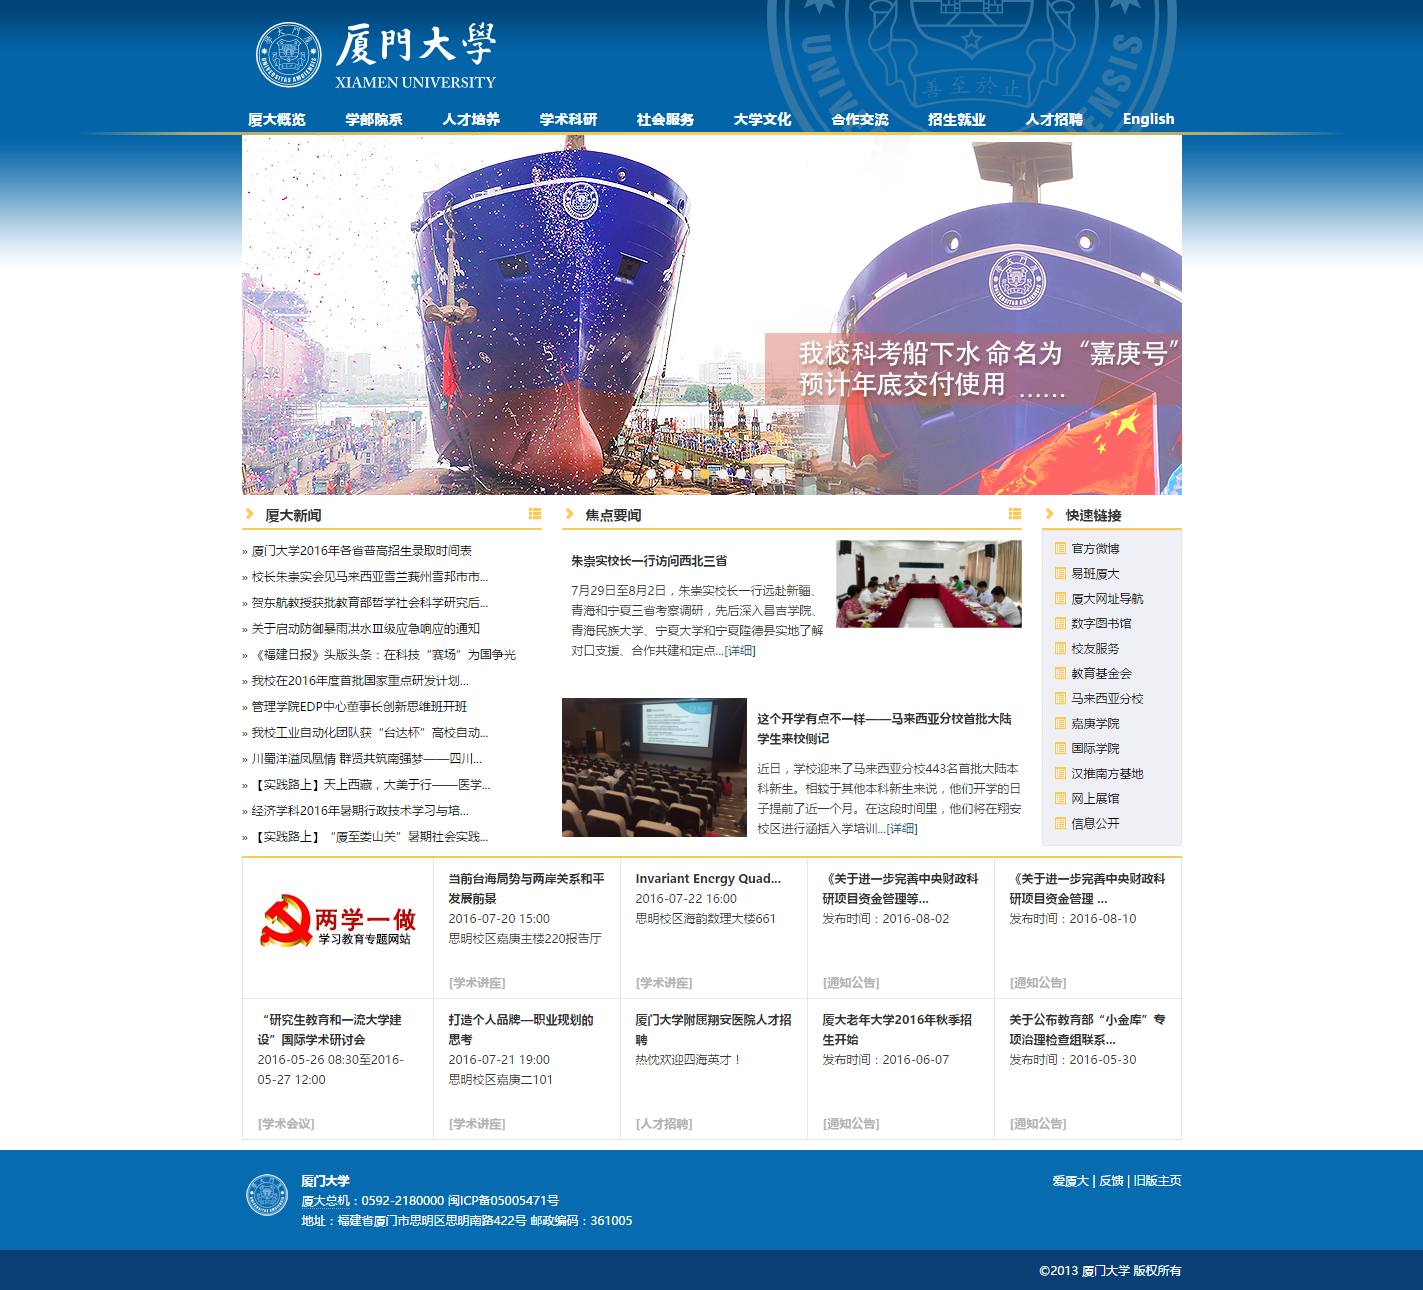 厦門大學
XIAMEN UNIVERSITY
UNIVERSITAS AMOIENSIS
厦大概览 学部院系 人才培养 学术科研 社会服务 大学文化 合作交流 招生就业 人才招聘 English
我校科考船下水 命名为“嘉庚号”
预计年底交付使用 ……
厦大新闻
» 厦门大学2016年各省普高招生录取时间表
» 校长朱崇实会见马来西亚雪兰莪州雪邦市市...
» 贺东航教授获批教育部哲学社会科学研究后...
» 关于启动防御暴雨洪水Ⅲ级应急响应的通知
» 《福建日报》头版头条：在科技“赛场”为国争光
» 我校在2016年度首批国家重点研发计划...
» 管理学院EDP中心董事长创新思维班开班
» 我校工业自动化团队获“台达杯”高校自动...
» 川蜀洋溢凤凰情 群贤共筑南强梦——四川...
» 【实践路上】天上西藏，大美于行——医学...
» 经济学科2016年暑期行政技术学习与培...
» 【实践路上】“厦至娄山关”暑期社会实践...
焦点要闻
朱崇实校长一行访问西北三省
7月29日至8月2日，朱崇实校长一行远赴新疆、
青海和宁夏三省考察调研，先后深入昌吉学院、
青海民族大学、宁夏大学和宁夏隆德县实地了解
对口支援、合作共建和定点...[详细]
这个开学有点不一样——马来西亚分校首批大陆
学生来校侧记
近日，学校迎来了马来西亚分校443名首批大陆本
科新生。相较于其他本科新生来说，他们开学的日
子提前了近一个月。在这段时间里，他们将在翔安
校区进行涵括入学培训...[详细]
快速链接
官方微博
易班厦大
厦大网址导航
数字图书馆
校友服务
教育基金会
马来西亚分校
嘉庚学院
国际学院
汉推南方基地
网上展馆
信息公开
两学一做
学习教育专题网站
当前台海局势与两岸关系和平
发展前景
2016-07-20 15:00
思明校区嘉庚主楼220报告厅
[学术讲座]
Invariant Energy Quad...
2016-07-22 16:00
思明校区海韵数理大楼661
[学术讲座]
《关于进一步完善中央财政科
研项目资金管理等...
发布时间：2016-08-02
[通知公告]
《关于进一步完善中央财政科
研项目资金管理 ...
发布时间：2016-08-10
[通知公告]
“研究生教育和一流大学建
设”国际学术研讨会
2016-05-26 08:30至2016-
05-27 12:00
[学术会议]
打造个人品牌—职业规划的
思考
2016-07-21 19:00
思明校区嘉庚二101
[学术讲座]
厦门大学附属翔安医院人才招
聘
热忱欢迎四海英才！
[人才招聘]
厦大老年大学2016年秋季招
生开始
发布时间：2016-06-07
[通知公告]
关于公布教育部“小金库”专
项治理检查组联系...
发布时间：2016-05-30
[通知公告]
厦门大学
厦大总机：0592-2180000 闽ICP备05005471号
地址：福建省厦门市思明区思明南路422号 邮政编码：361005
爱厦大 | 反馈 | 旧版主页
©2013 厦门大学 版权所有